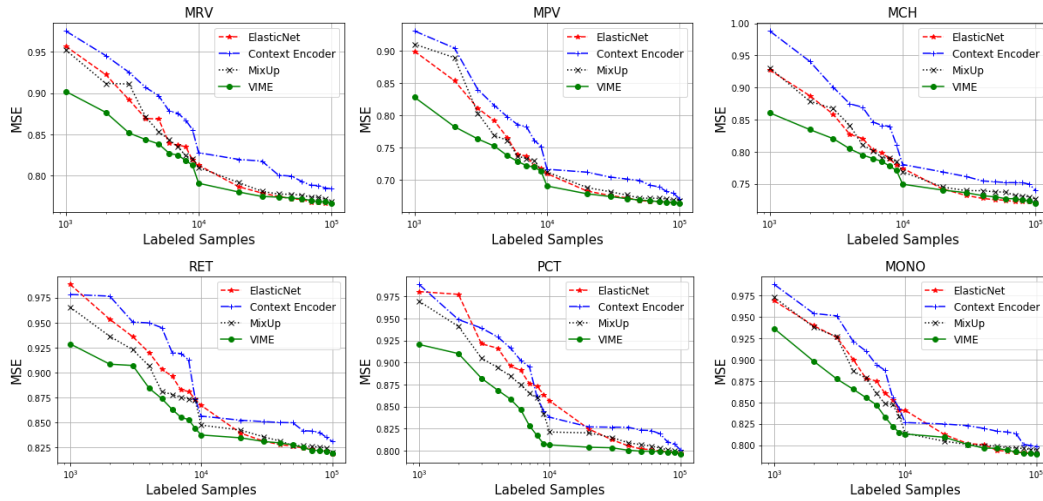 MRV
MSE
0.95
0.90
0.85
0.80
ElasticNet
Context Encoder
MixUp
VIME
10³
10⁴
10⁵
Labeled Samples
MPV
MSE
0.90
0.85
0.80
0.75
0.70
ElasticNet
Context Encoder
MixUp
VIME
10³
10⁴
10⁵
Labeled Samples
MCH
MSE
1.00
0.95
0.90
0.85
0.80
0.75
ElasticNet
Context Encoder
MixUp
VIME
10³
10⁴
10⁵
Labeled Samples
RET
MSE
0.975
0.950
0.925
0.900
0.875
0.850
0.825
ElasticNet
Context Encoder
MixUp
VIME
10³
10⁴
10⁵
Labeled Samples
PCT
MSE
0.975
0.950
0.925
0.900
0.875
0.850
0.825
0.800
ElasticNet
Context Encoder
MixUp
VIME
10³
10⁴
10⁵
Labeled Samples
MONO
MSE
0.975
0.950
0.925
0.900
0.875
0.850
0.825
0.800
ElasticNet
Context Encoder
MixUp
VIME
10³
10⁴
10⁵
Labeled Samples